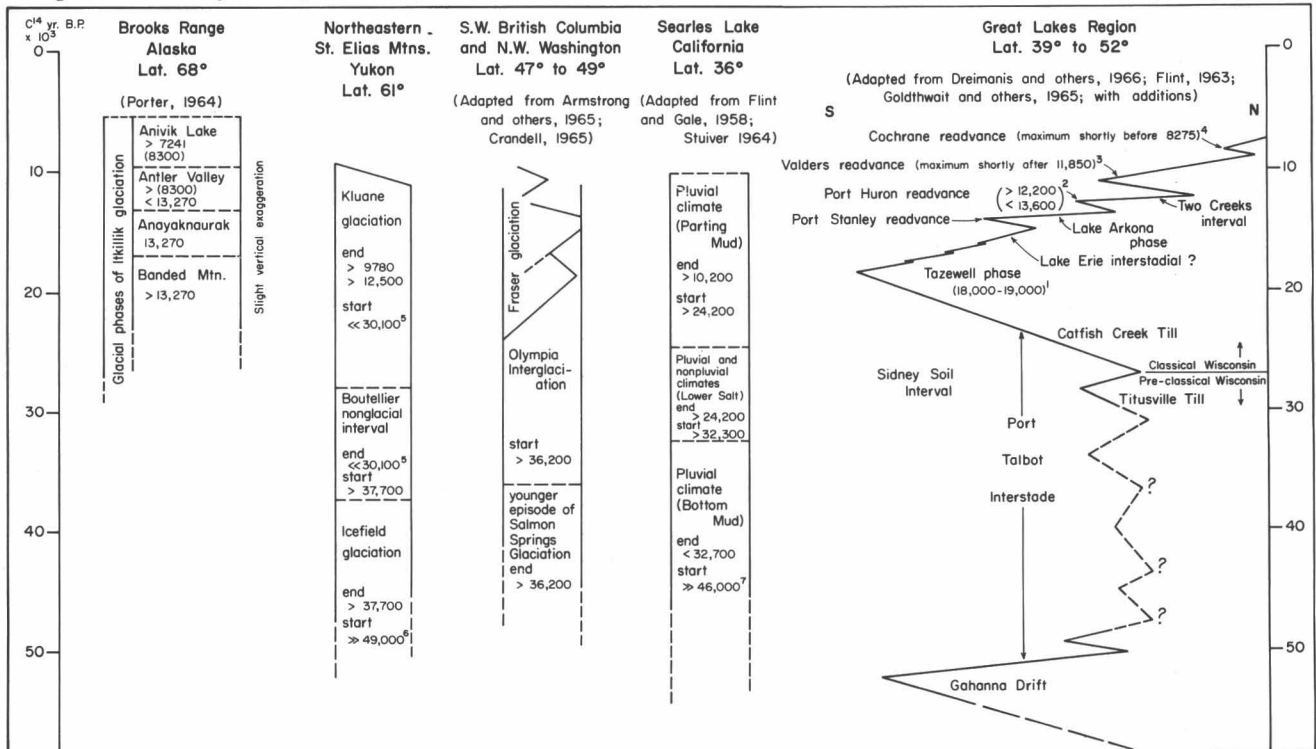 C¹⁴ yr. B.P.
x 10³
0
10
20
30
40
50
Brooks Range
Alaska
Lat. 68°
(Porter, 1964)
Glacial phases of Itkillik glaciation
Anivik Lake
> 7241
(8300)
Antler Valley
> (8300)
< 13,270
Anayaknaurak
13,270
Banded Mtn.
> 13,270
Slight vertical exaggeration
Northeastern
St. Elias Mtns.
Yukon
Lat. 61°
Kluane
glaciation
end
> 9780
> 12,500
start
<< 30,100⁵
Boutellier
nonglacial
interval
end
<< 30,100⁵
start
> 37,700
Icefield
glaciation
end
> 37,700
start
>> 49,000⁶
S.W. British Columbia
and N.W. Washington
Lat. 47° to 49°
(Adapted from Armstrong
and others, 1965;
Crandell, 1965)
Fraser glaciation
Olympia
Interglaci-
ation
start
> 36,200
younger
episode of
Salmon
Springs
Glaciation
end
> 36,200
Searles Lake
California
Lat. 36°
(Adapted from Flint
and Gale, 1958;
Stuiver 1964)
Pluvial
climate
(Parting Mud)
end
> 10,200
start
> 24,200
Pluvial and
nonpluvial
climates
(Lower Salt)
end
> 24,200
start
> 32,300
Pluvial
climate
(Bottom
Mud)
end
< 32,700
start
>> 46,000⁷
Great Lakes Region
Lat. 39° to 52°
(Adapted from Dreimanis and others, 1966; Flint, 1963;
Goldthwait and others, 1965; with additions)
S
N
Cochrane readvance (maximum shortly before 8275)⁴
Valders readvance (maximum shortly after 11,850)³
Port Huron readvance (> 12,200 < 13,600)²
Two Creeks
interval
Port Stanley readvance
Lake Arkona
phase
Lake Erie interstadial ?
Tazewell phase
(18,000-19,000)¹
Catfish Creek Till
Classical Wisconsin
Pre-classical Wisconsin
Sidney Soil
Interval
Titusville Till
Port
Talbot
Interstade
?
?
?
Gahanna Drift
0
10
20
30
40
50